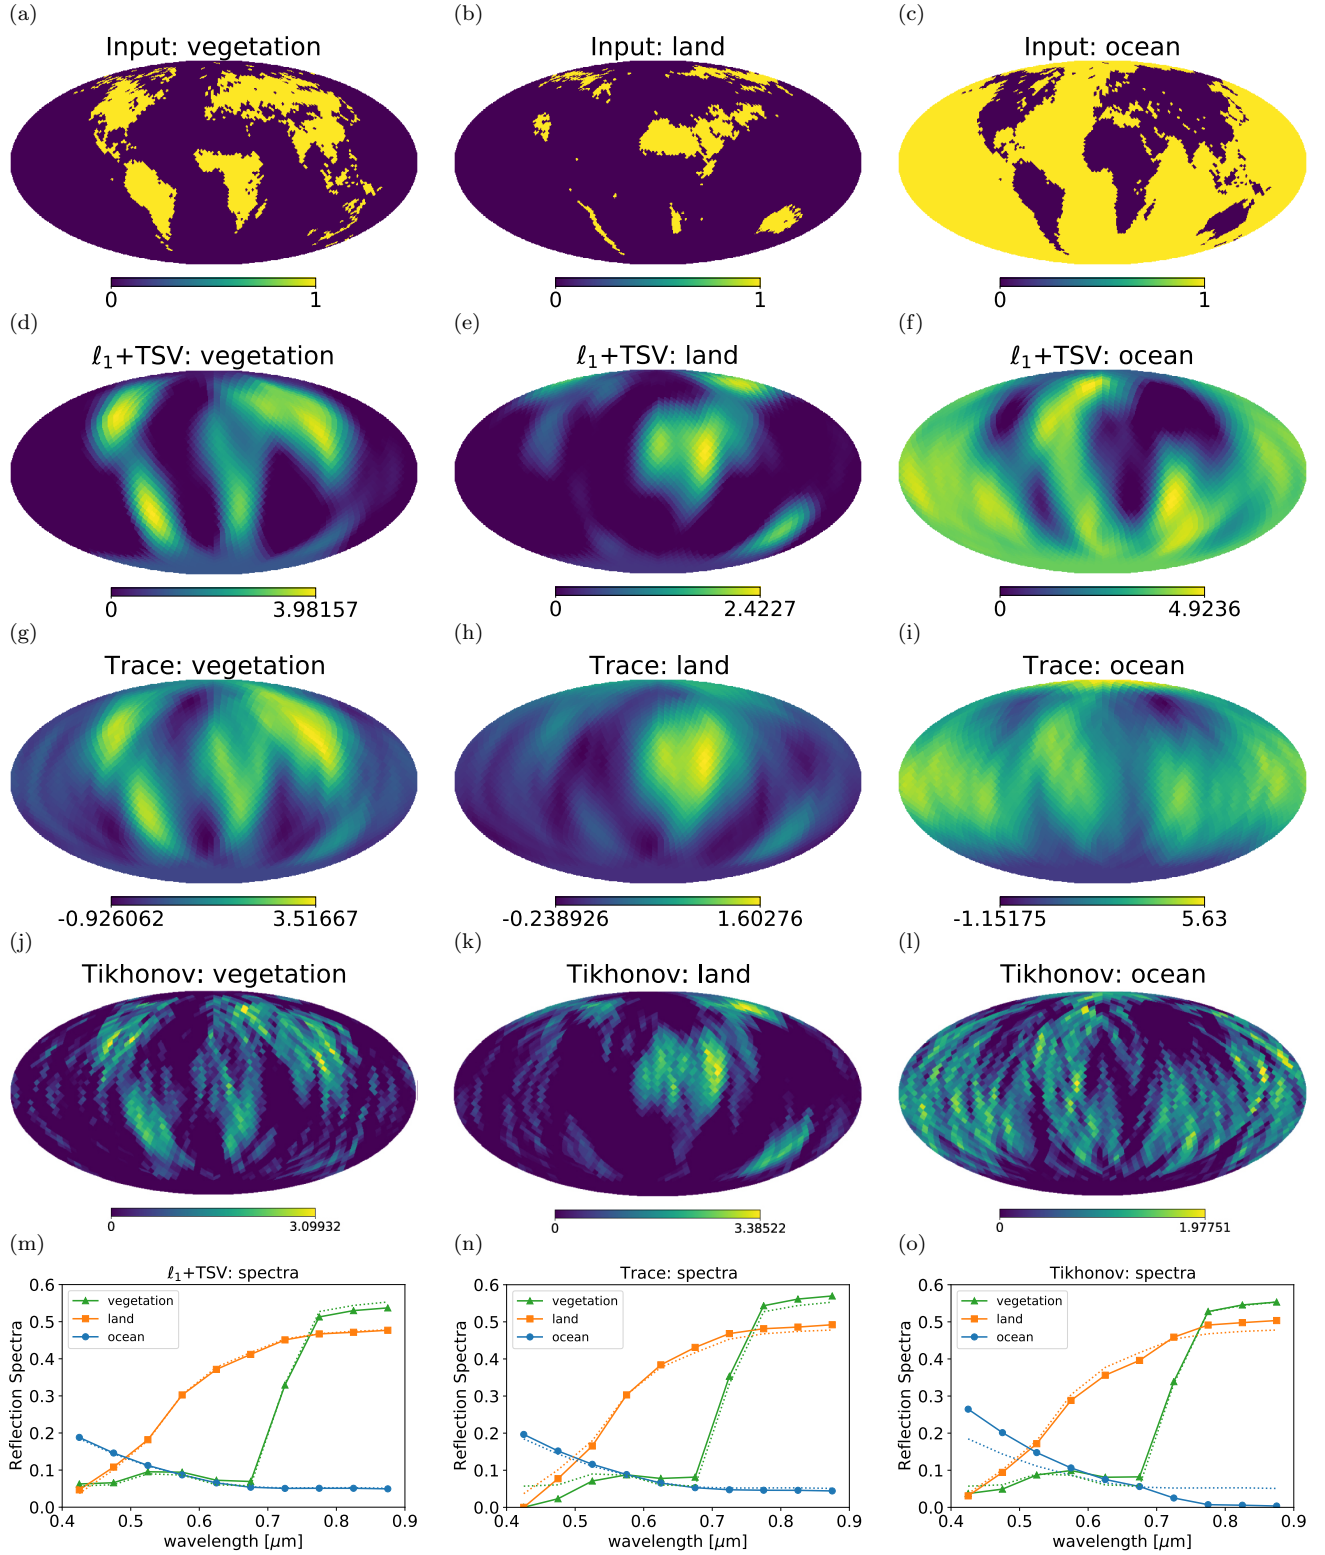 (a) (b) (c)
Input: vegetation Input: land Input: ocean
0 1 0 1 0 1
(d) (e) (f)
ℓ₁+TSV: vegetation ℓ₁+TSV: land ℓ₁+TSV: ocean
0 3.98157 0 2.4227 0 4.9236
(g) (h) (i)
Trace: vegetation Trace: land Trace: ocean
-0.926062 3.51667 -0.238926 1.60276 -1.15175 5.63
(j) (k) (l)
Tikhonov: vegetation Tikhonov: land Tikhonov: ocean
0 3.09932 0 3.38522 0 1.97751
(m) (n) (o)
ℓ₁+TSV: spectra Trace: spectra Tikhonov: spectra
0.6 0.6 0.6
vegetation vegetation vegetation
0.5 land 0.5 land 0.5 land
ocean ocean ocean
0.4 0.4 0.4
Reflection Spectra Reflection Spectra Reflection Spectra
0.3 0.3 0.3
0.2 0.2 0.2
0.1 0.1 0.1
0.0 0.0 0.0
0.4 0.5 0.6 0.7 0.8 0.9 0.4 0.5 0.6 0.7 0.8 0.9 0.4 0.5 0.6 0.7 0.8 0.9
wavelength [μm] wavelength [μm] wavelength [μm]